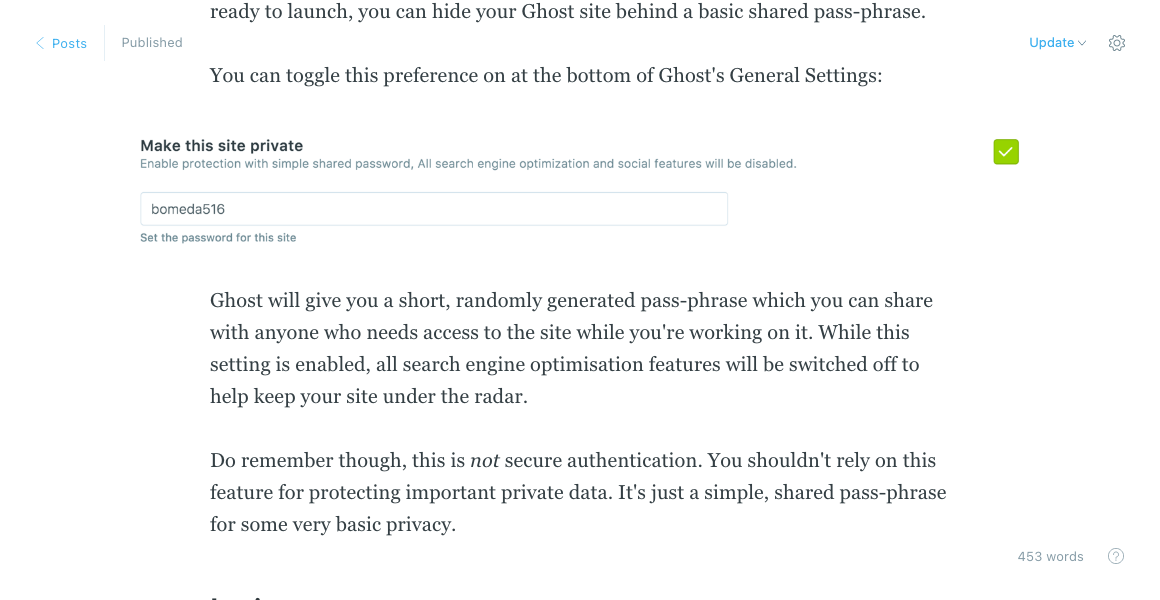 ready to launch, you can hide your Ghost site behind a basic shared pass-phrase.
Posts Published Update
You can toggle this preference on at the bottom of Ghost's General Settings:
Make this site private
Enable protection with simple shared password, All search engine optimization and social features will be disabled.
bomeda516
Set the password for this site
Ghost will give you a short, randomly generated pass-phrase which you can share
with anyone who needs access to the site while you're working on it. While this
setting is enabled, all search engine optimisation features will be switched off to
help keep your site under the radar.
Do remember though, this is not secure authentication. You shouldn't rely on this
feature for protecting important private data. It's just a simple, shared pass-phrase
for some very basic privacy.
453 words ?